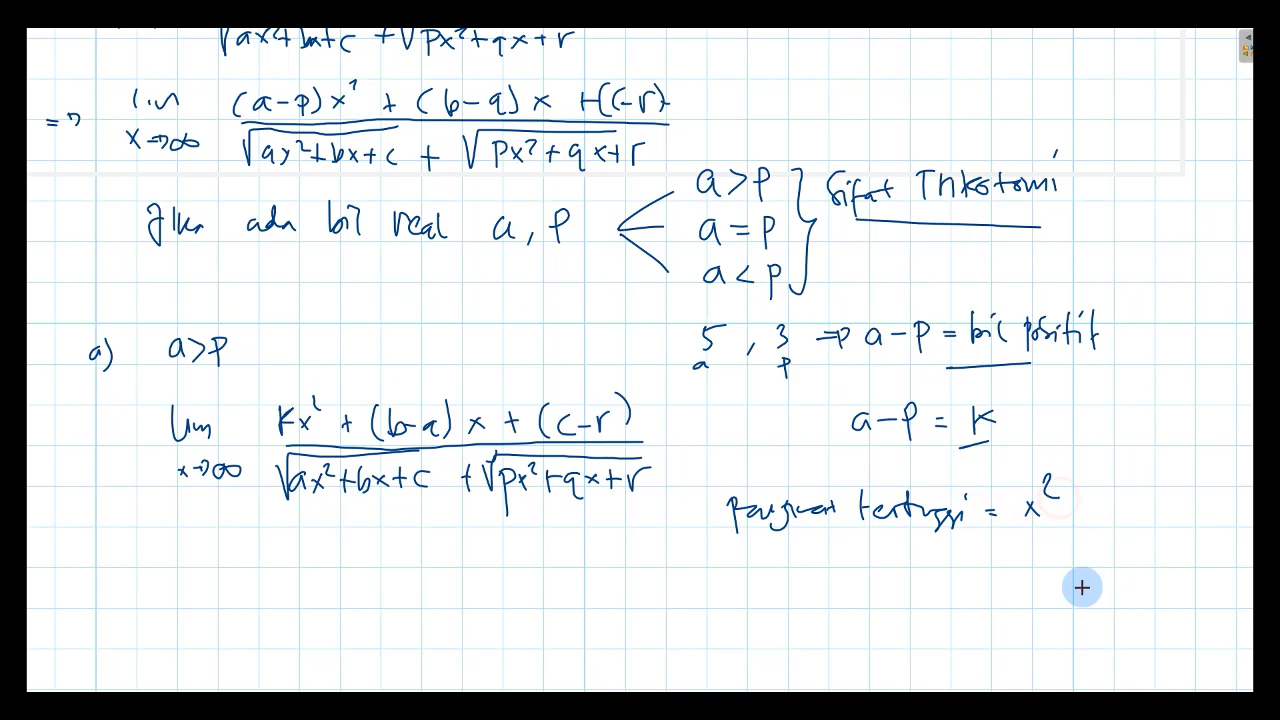 √ax²+bx+c + √px²+qx+r
=> lim x→∞ (a-p)x² + (b-q)x + (c-r) / √ax²+bx+c + √px²+qx+r
Jika ada bil real a, p
a > p
a = p
a < p
Sifat Trikotomi
a) a>p
5 , 3 => a-p = bil positif
a p
a-p = K
lim x→∞ Kx² + (b-q)x + (c-r) / √ax²+bx+c + √px²+qx+r
pangkat tertinggi = x²